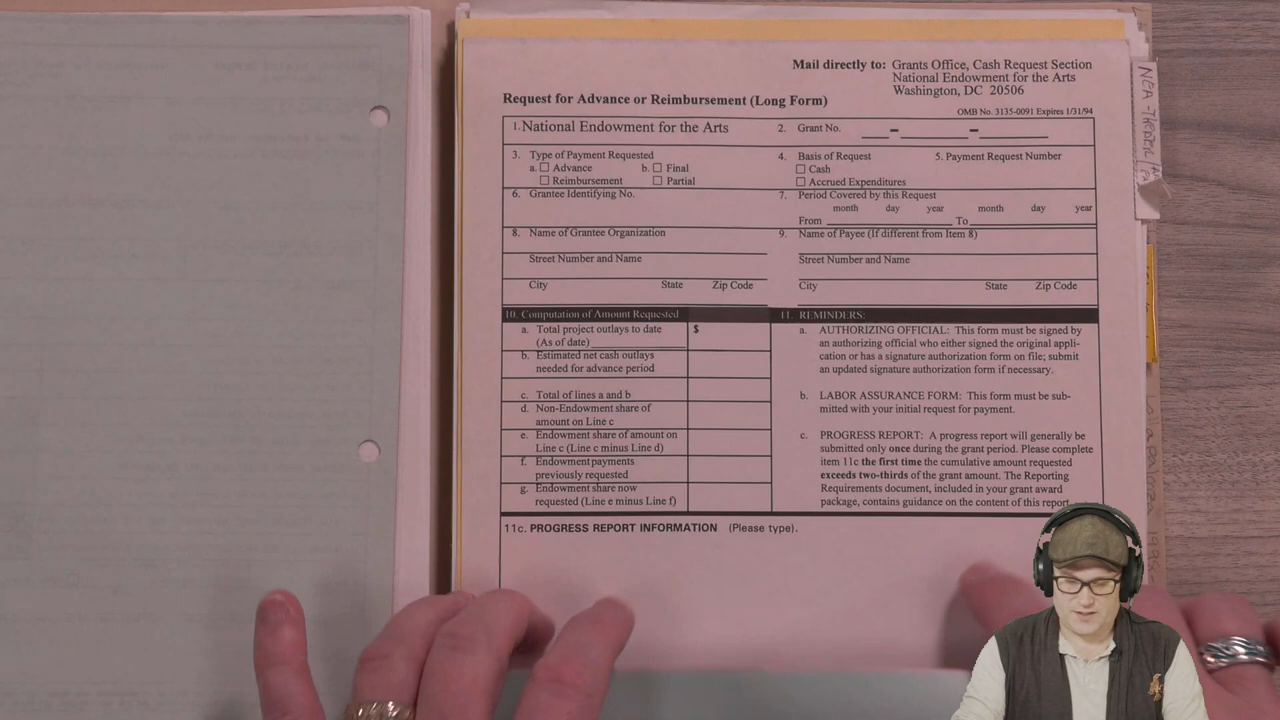 Mail directly to: Grants Office, Cash Request Section
National Endowment for the Arts
Washington, DC 20506
Request for Advance or Reimbursement (Long Form)
OMB No. 3135-0091 Expires 1/31/94
1. National Endowment for the Arts
2. Grant No. ___–______–________
3. Type of Payment Requested
a. ☐ Advance b. ☐ Final
☐ Reimbursement ☐ Partial
4. Basis of Request
☐ Cash
☐ Accrued Expenditures
5. Payment Request Number
6. Grantee Identifying No.
7. Period Covered by this Request
month day year month day year
From To
8. Name of Grantee Organization
Street Number and Name
City State Zip Code
9. Name of Payee (If different from Item 8)
Street Number and Name
City State Zip Code
10. Computation of Amount Requested
a. Total project outlays to date $
(As of date)
b. Estimated net cash outlays
needed for advance period
c. Total of lines a and b
d. Non-Endowment share of
amount on Line c
e. Endowment share of amount on
Line c (Line c minus Line d)
f. Endowment payments
previously requested
g. Endowment share now
requested (Line e minus Line f)
11. REMINDERS:
a. AUTHORIZING OFFICIAL: This form must be signed by
an authorizing official who either signed the original appli-
cation or has a signature authorization form on file; submit
an updated signature authorization form if necessary.
b. LABOR ASSURANCE FORM: This form must be sub-
mitted with your initial request for payment.
c. PROGRESS REPORT: A progress report will generally be
submitted only once during the grant period. Please complete
item 11c the first time the cumulative amount requested
exceeds two-thirds of the grant amount. The Reporting
Requirements document, included in your grant award
package, contains guidance on the content of this report.
11c. PROGRESS REPORT INFORMATION (Please type).
NEA -